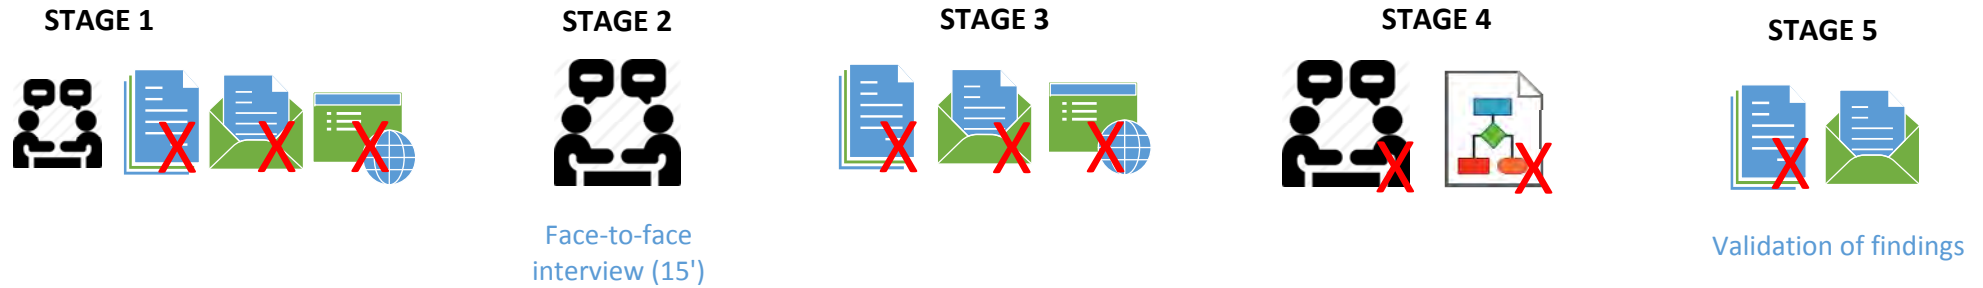 STAGE 1
STAGE 2
STAGE 3
STAGE 4
STAGE 5
X
X
X
X
X
X
X
X
X
Face-to-face
interview (15')
Validation of findings